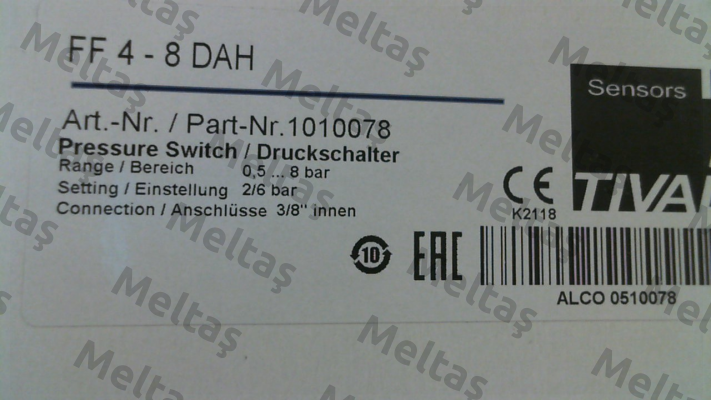 FF 4 - 8 DAH
Sensors
Art.-Nr. / Part-Nr.1010078
Pressure Switch / Druckschalter
Range / Bereich 0,5 ... 8 bar
Setting / Einstellung 2/6 bar
Connection / Anschlüsse 3/8" innen
CE
K2118
10
EAC
ALCO 0510078
Meltaş